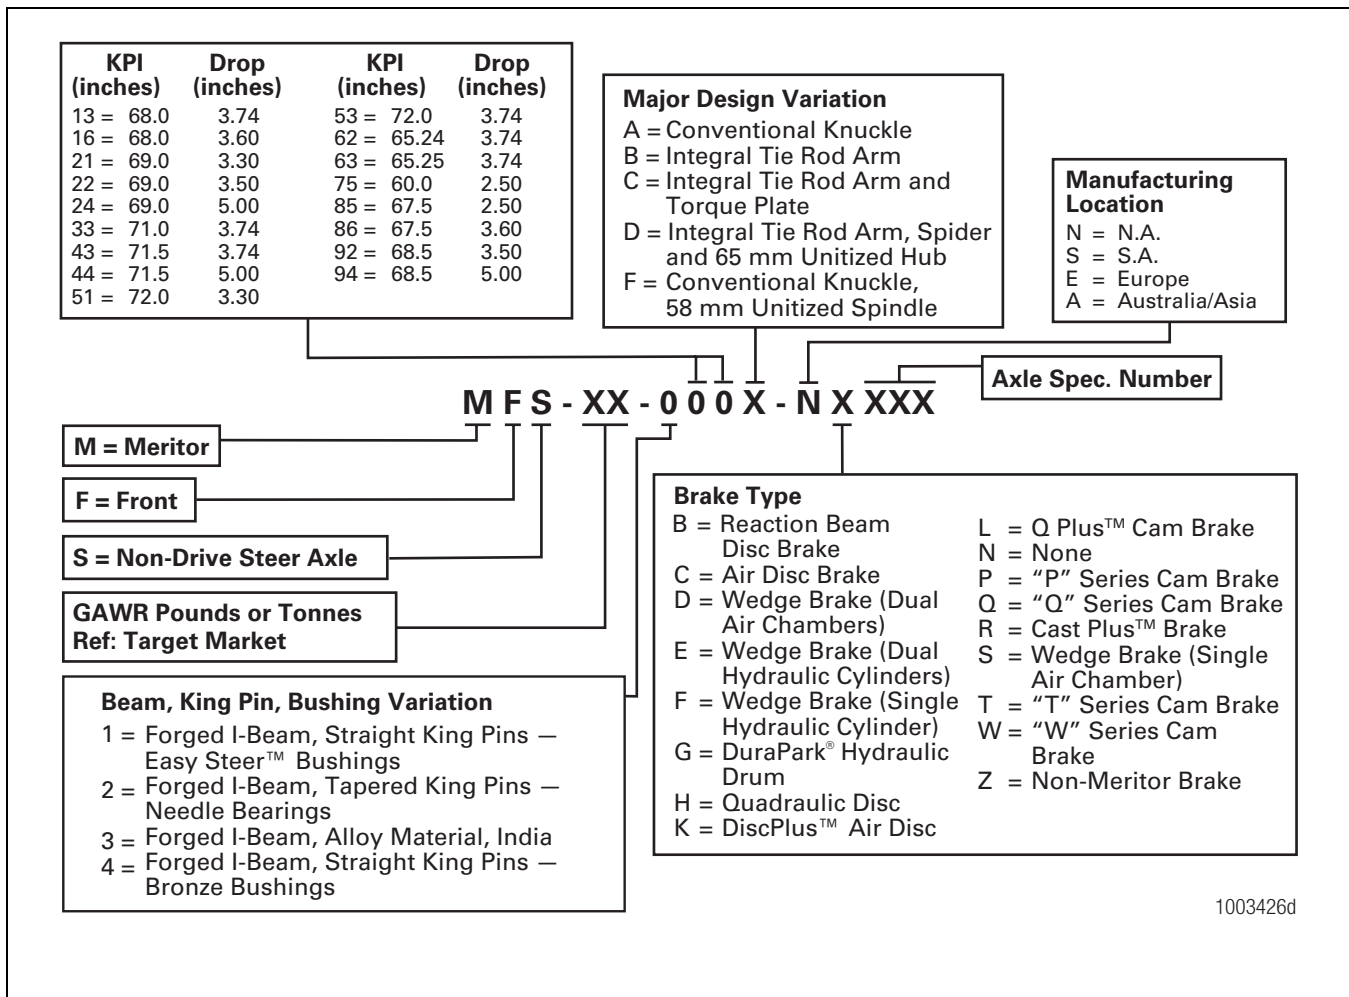 KPI Drop KPI Drop
(inches) (inches) (inches) (inches)
13 = 68.0 3.74 53 = 72.0 3.74
16 = 68.0 3.60 62 = 65.24 3.74
21 = 69.0 3.30 63 = 65.25 3.74
22 = 69.0 3.50 75 = 60.0 2.50
24 = 69.0 5.00 85 = 67.5 2.50
33 = 71.0 3.74 86 = 67.5 3.60
43 = 71.5 3.74 92 = 68.5 3.50
44 = 71.5 5.00 94 = 68.5 5.00
51 = 72.0 3.30
Major Design Variation
A = Conventional Knuckle
B = Integral Tie Rod Arm
C = Integral Tie Rod Arm and
Torque Plate
D = Integral Tie Rod Arm, Spider
and 65 mm Unitized Hub
F = Conventional Knuckle,
58 mm Unitized Spindle
Manufacturing
Location
N = N.A.
S = S.A.
E = Europe
A = Australia/Asia
Axle Spec. Number
M F S - XX - 0 0 0 X - N X XXX
M = Meritor
F = Front
S = Non-Drive Steer Axle
GAWR Pounds or Tonnes
Ref: Target Market
Beam, King Pin, Bushing Variation
1 = Forged I-Beam, Straight King Pins —
Easy Steer™ Bushings
2 = Forged I-Beam, Tapered King Pins —
Needle Bearings
3 = Forged I-Beam, Alloy Material, India
4 = Forged I-Beam, Straight King Pins —
Bronze Bushings
Brake Type
B = Reaction Beam
Disc Brake
C = Air Disc Brake
D = Wedge Brake (Dual
Air Chambers)
E = Wedge Brake (Dual
Hydraulic Cylinders)
F = Wedge Brake (Single
Hydraulic Cylinder)
G = DuraPark® Hydraulic
Drum
H = Quadraulic Disc
K = DiscPlus™ Air Disc
L = Q Plus™ Cam Brake
N = None
P = “P” Series Cam Brake
Q = “Q” Series Cam Brake
R = Cast Plus™ Brake
S = Wedge Brake (Single
Air Chamber)
T = “T” Series Cam Brake
W = “W” Series Cam
Brake
Z = Non-Meritor Brake
1003426d